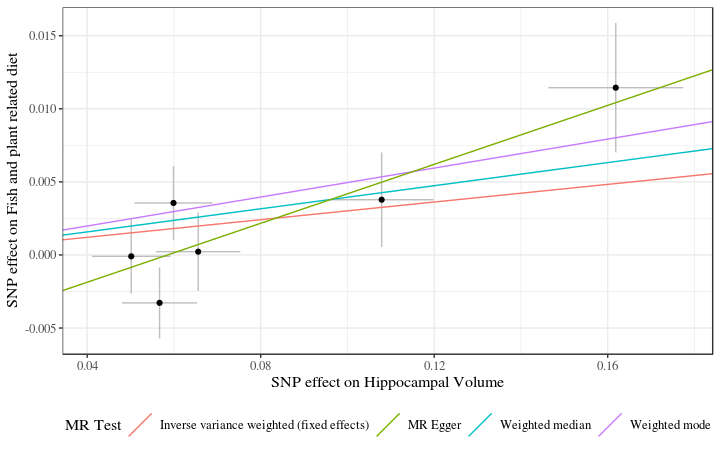 SNP effect on Fish and plant related diet
0.015
0.010
0.005
0.000
-0.005
0.04 0.08 0.12 0.16
SNP effect on Hippocampal Volume
MR Test Inverse variance weighted (fixed effects) MR Egger Weighted median Weighted mode